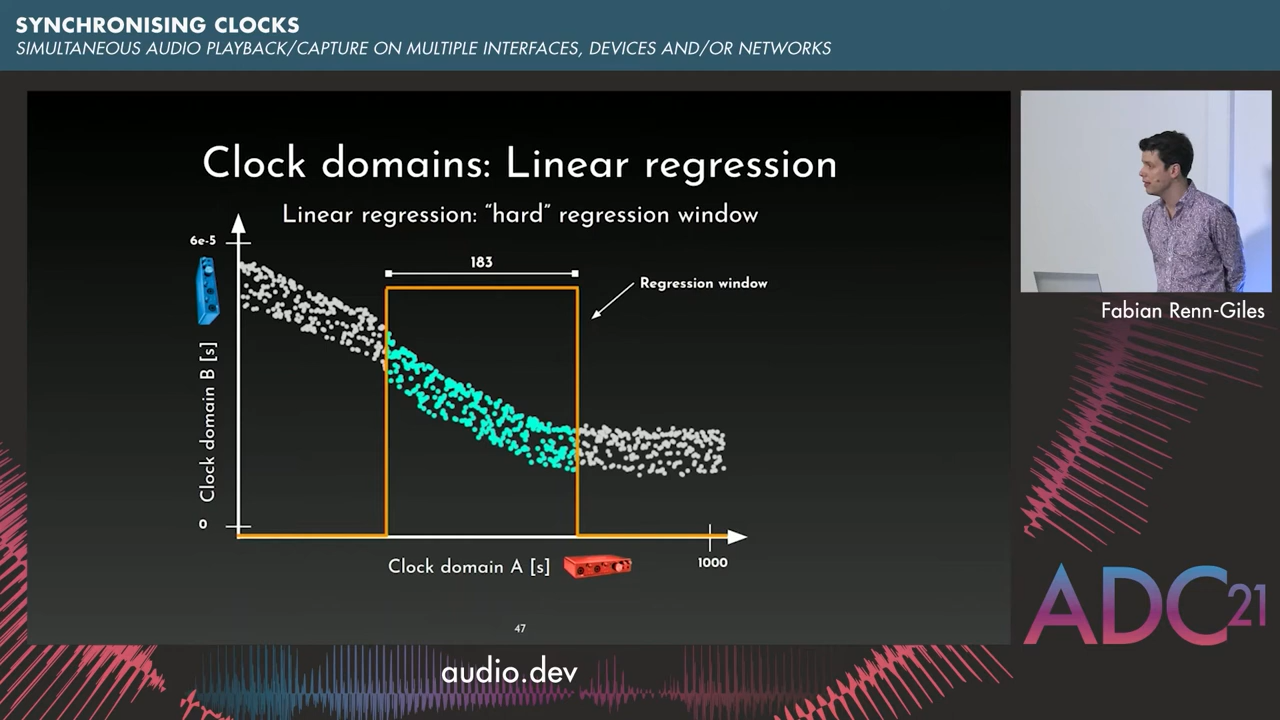 SYNCHRONISING CLOCKS
SIMULTANEOUS AUDIO PLAYBACK/CAPTURE ON MULTIPLE INTERFACES, DEVICES AND/OR NETWORKS
Clock domains: Linear regression
Linear regression: “hard” regression window
6e-5
183
Regression window
Clock domain B [s]
0
Clock domain A [s]
1000
47
Fabian Renn-Giles
ADC21
audio.dev